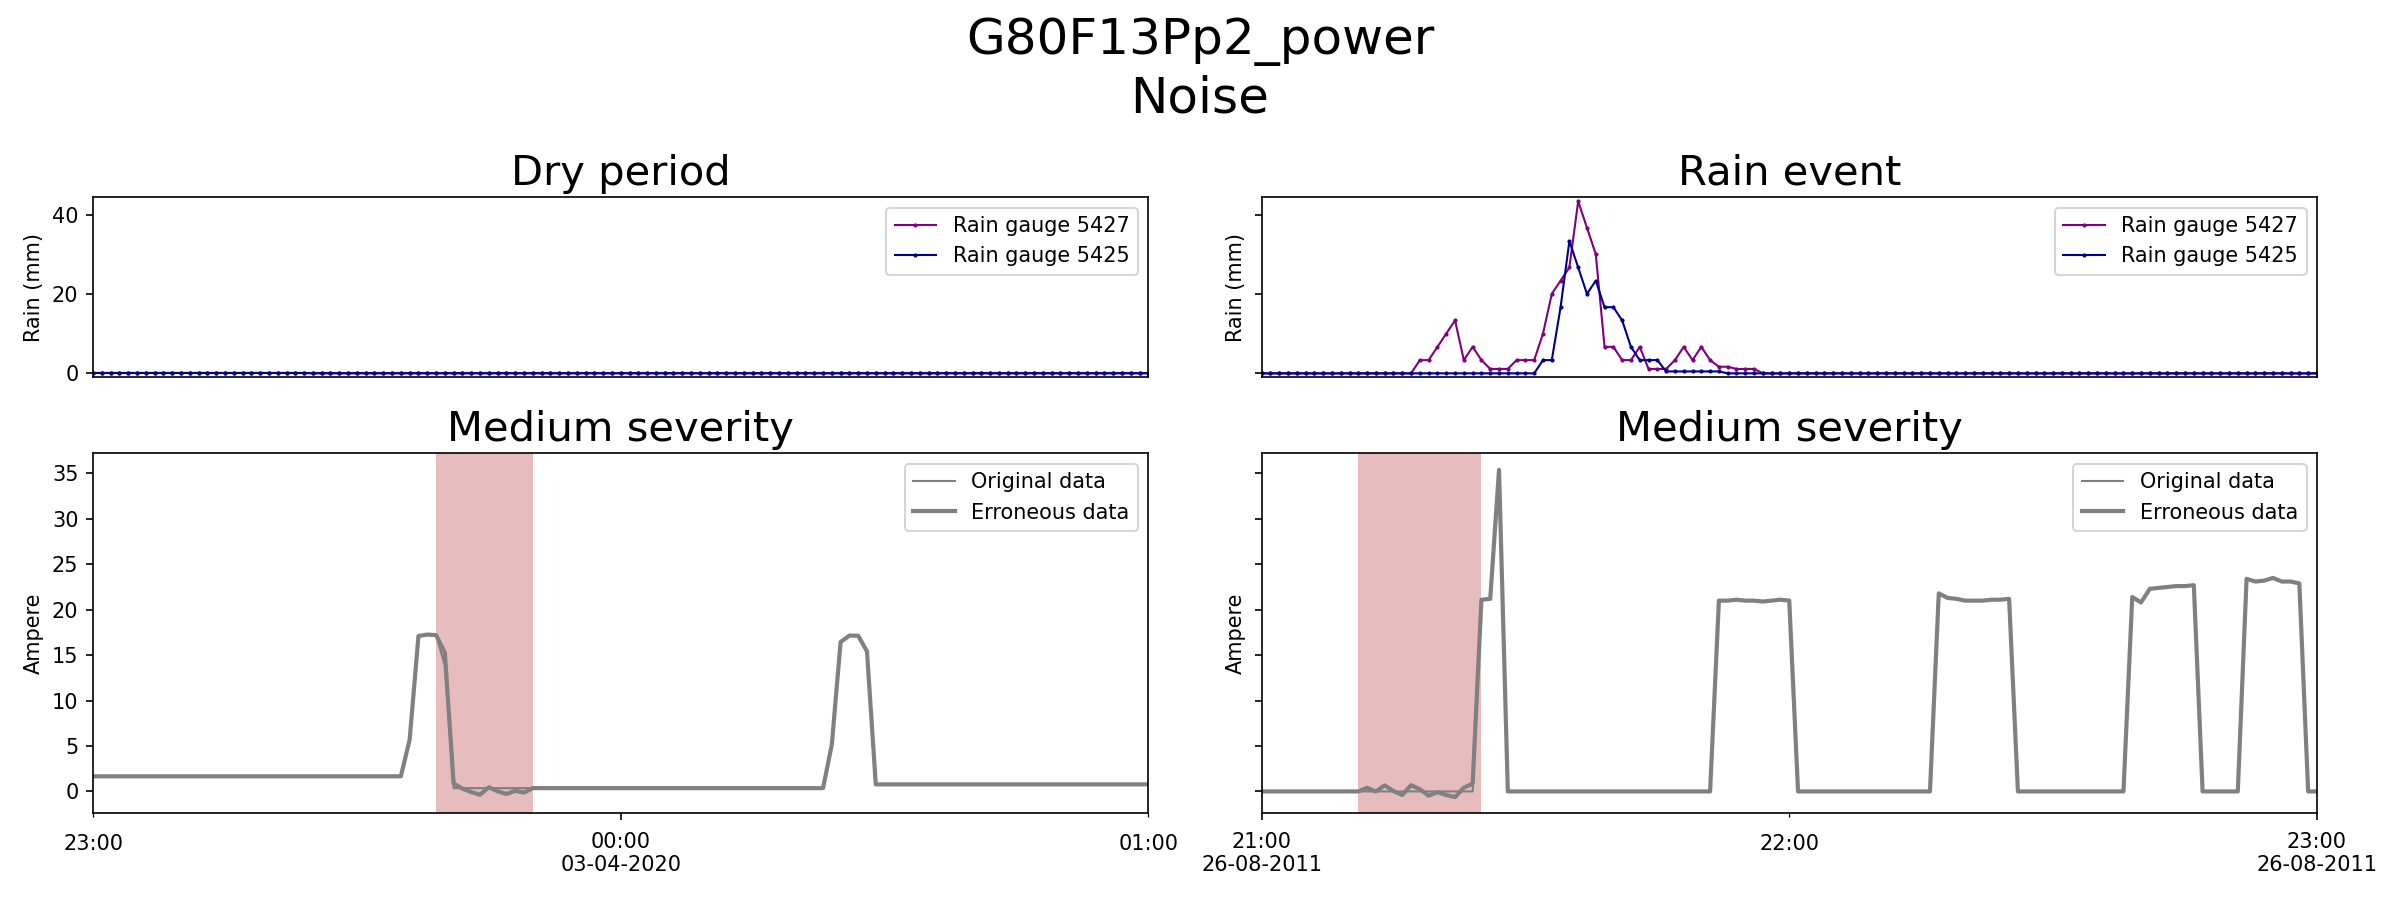 G80F13Pp2_power
Noise
Dry period
Rain (mm)
40
20
0
Rain gauge 5427
Rain gauge 5425
Rain event
Rain (mm)
Rain gauge 5427
Rain gauge 5425
Medium severity
Ampere
35
30
25
20
15
10
5
0
Original data
Erroneous data
23:00
00:00
01:00
03-04-2020
Medium severity
Ampere
Original data
Erroneous data
21:00
22:00
23:00
26-08-2011
26-08-2011